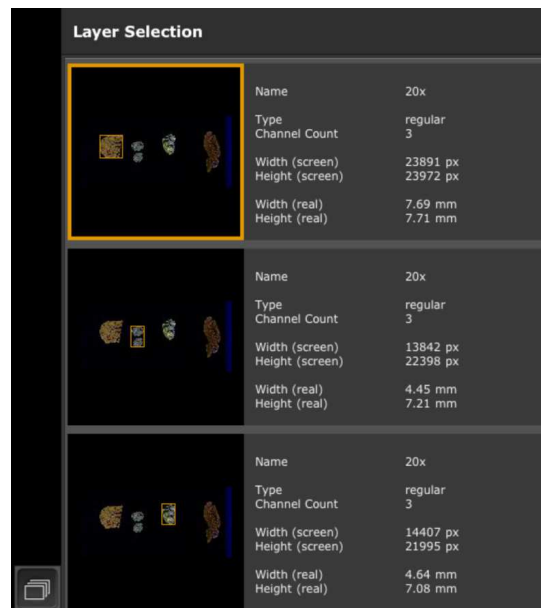 Layer Selection
Name 20x
Type regular
Channel Count 3
Width (screen) 23891 px
Height (screen) 23972 px
Width (real) 7.69 mm
Height (real) 7.71 mm
Name 20x
Type regular
Channel Count 3
Width (screen) 13842 px
Height (screen) 22398 px
Width (real) 4.45 mm
Height (real) 7.21 mm
Name 20x
Type regular
Channel Count 3
Width (screen) 14407 px
Height (screen) 21995 px
Width (real) 4.64 mm
Height (real) 7.08 mm